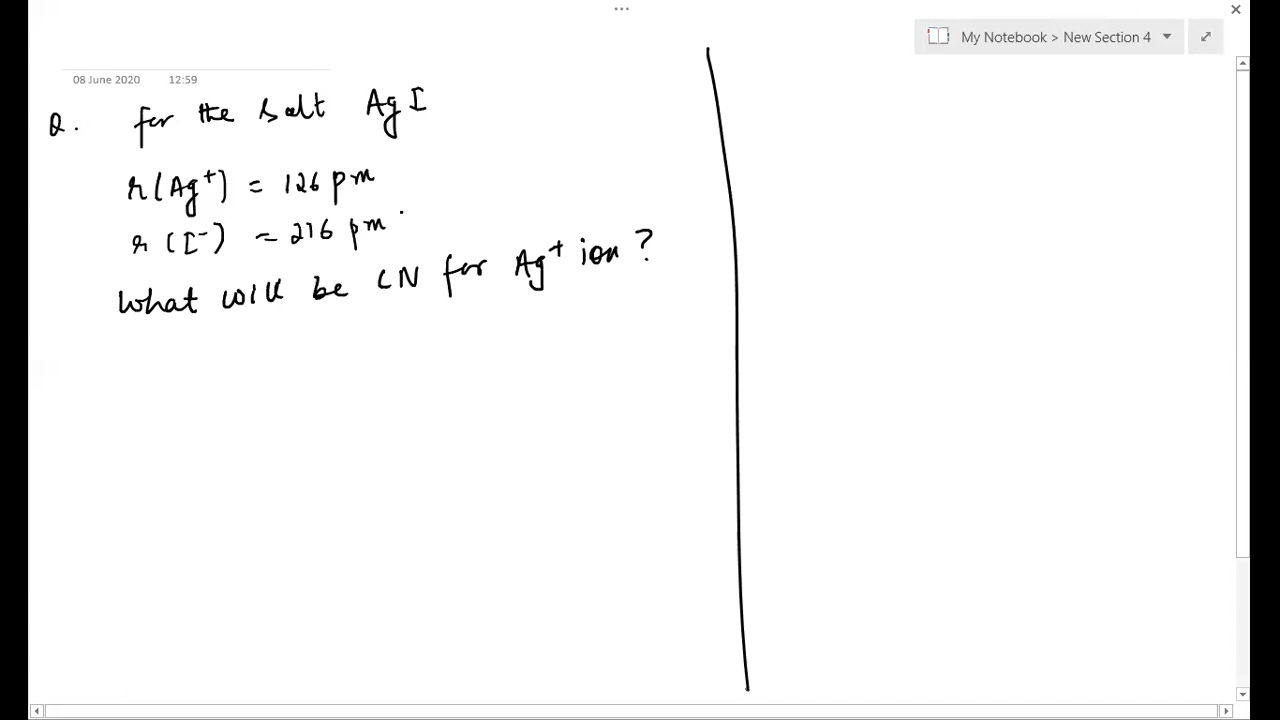 ...
My Notebook > New Section 4
08 June 2020 12:59
Q. for the salt AgI
r(Ag+) = 126 pm
r(I-) = 216 pm
What will be CN for Ag+ ion?